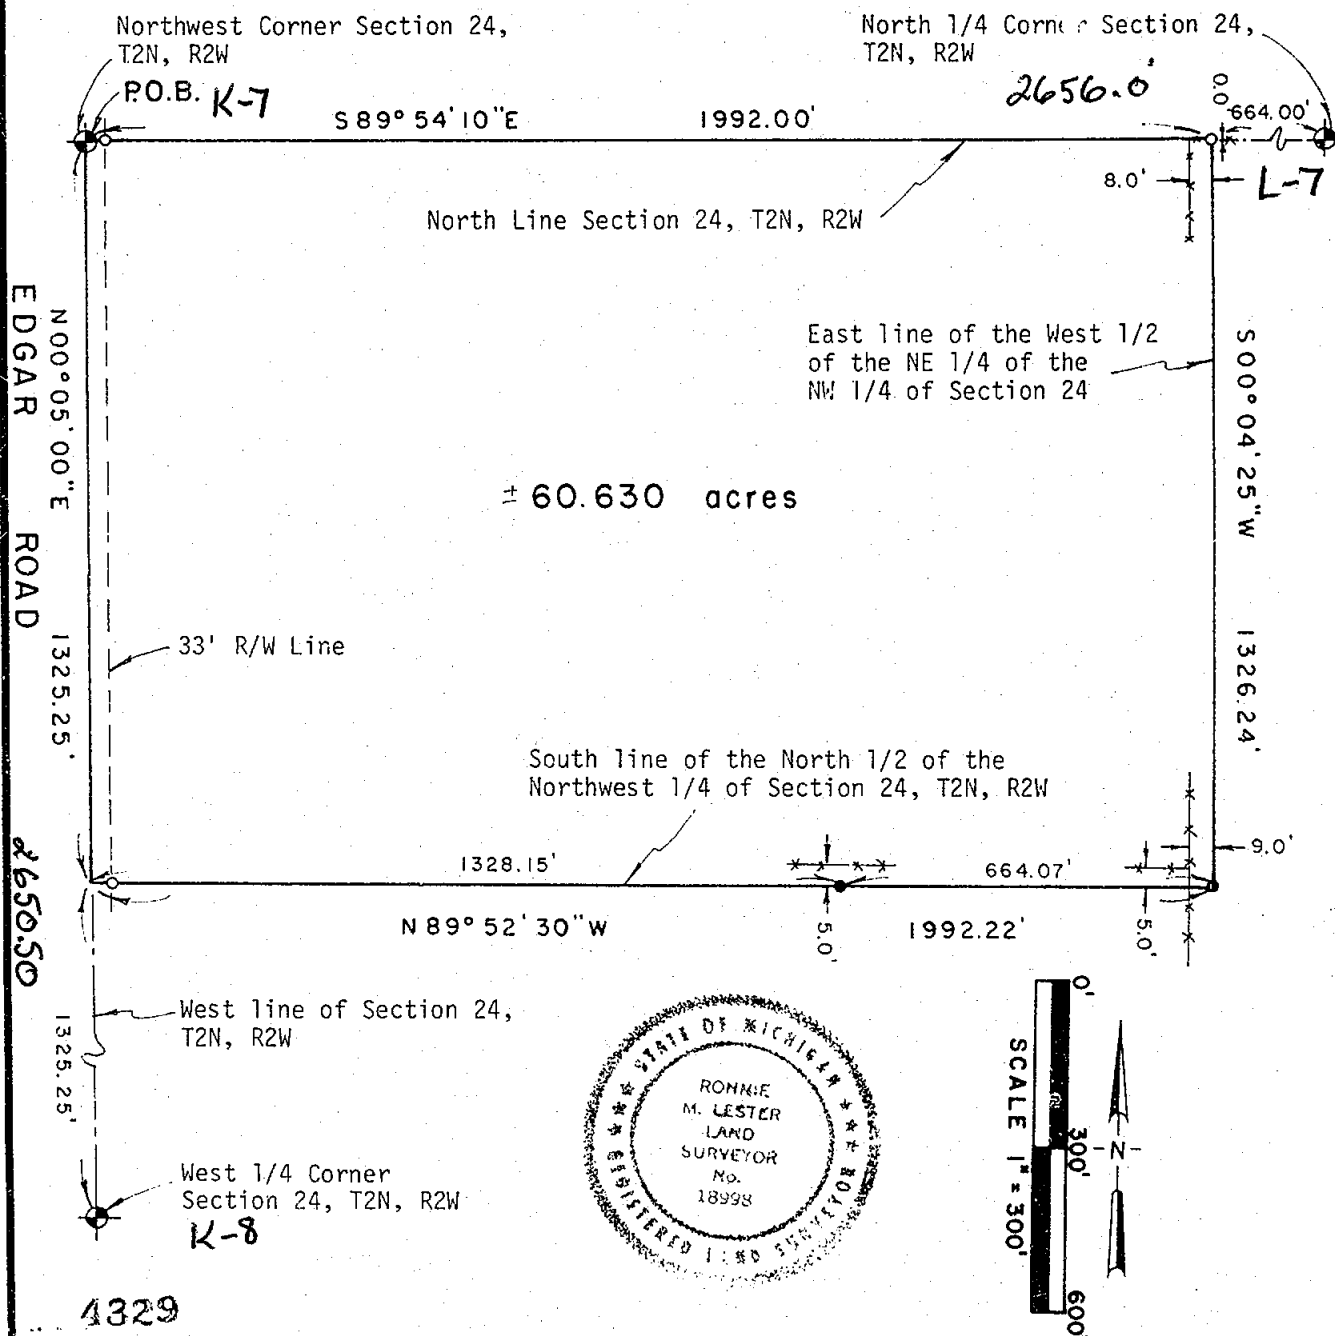 Northwest Corner Section 24,
T2N, R2W
P.O.B. K-7
North 1/4 Corner Section 24,
T2N, R2W
2656.0'
S 89° 54' 10" E 1992.00'
0.0
664.00'
8.0'
L-7
North Line Section 24, T2N, R2W
East line of the West 1/2
of the NE 1/4 of the
NW 1/4 of Section 24
S 00° 04' 25" W 1326.24'
± 60.630 acres
N 00° 05' 00" E 1325.25'
EDGAR ROAD
2650.50
33' R/W Line
South line of the North 1/2 of the
Northwest 1/4 of Section 24, T2N, R2W
9.0'
1328.15' 664.07'
N 89° 52' 30" W 1992.22'
5.0'
5.0'
West line of Section 24,
T2N, R2W
1325.25'
West 1/4 Corner
Section 24, T2N, R2W
K-8
STATE OF MICHIGAN
RONNIE
M. LESTER
LAND
SURVEYOR
No.
18998
REGISTERED LAND SURVEYOR
SCALE 1" = 300'
0'
300'
600
N
4329